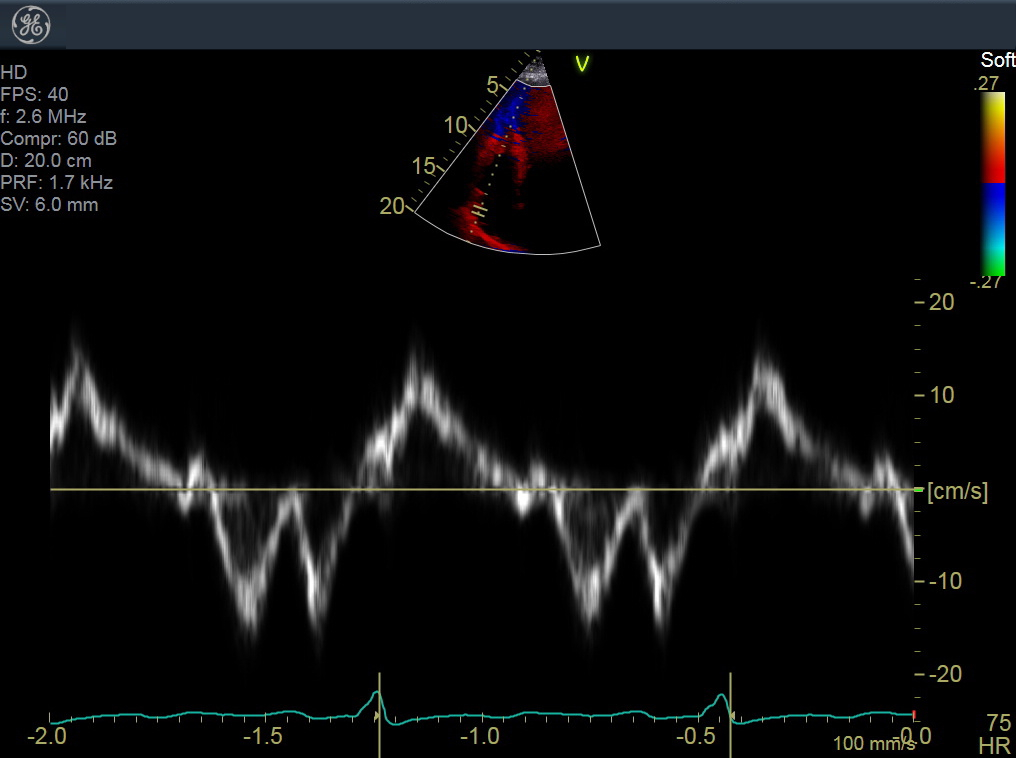 GE
V
Soft
HD
FPS: 40
f: 2.6 MHz
Compr: 60 dB
D: 20.0 cm
PRF: 1.7 kHz
SV: 6.0 mm
5
10
15
20
.27
-.27
20
10
[cm/s]
-10
-20
-2.0
-1.5
-1.0
-0.5
-0.0
100 mm/s
75
HR